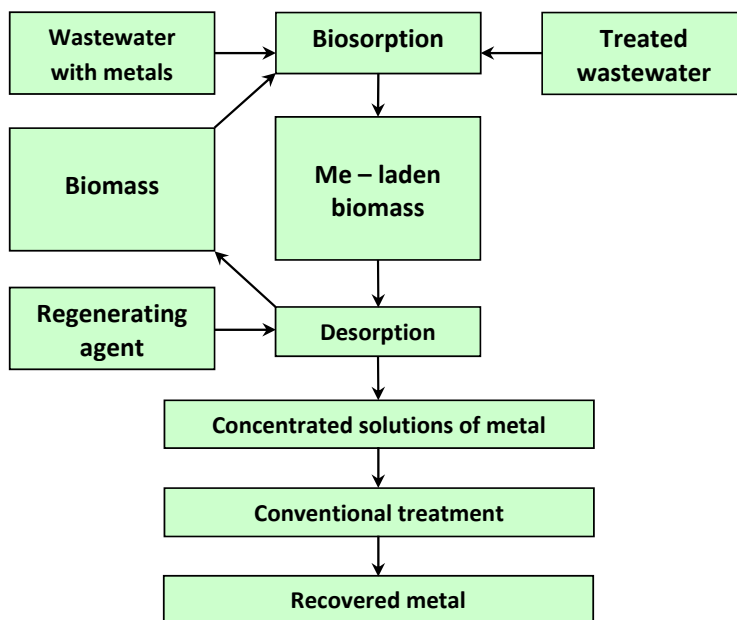 Wastewater
with metals
Biosorption
Treated
wastewater
Biomass
Me – laden
biomass
Regenerating
agent
Desorption
Concentrated solutions of metal
Conventional treatment
Recovered metal